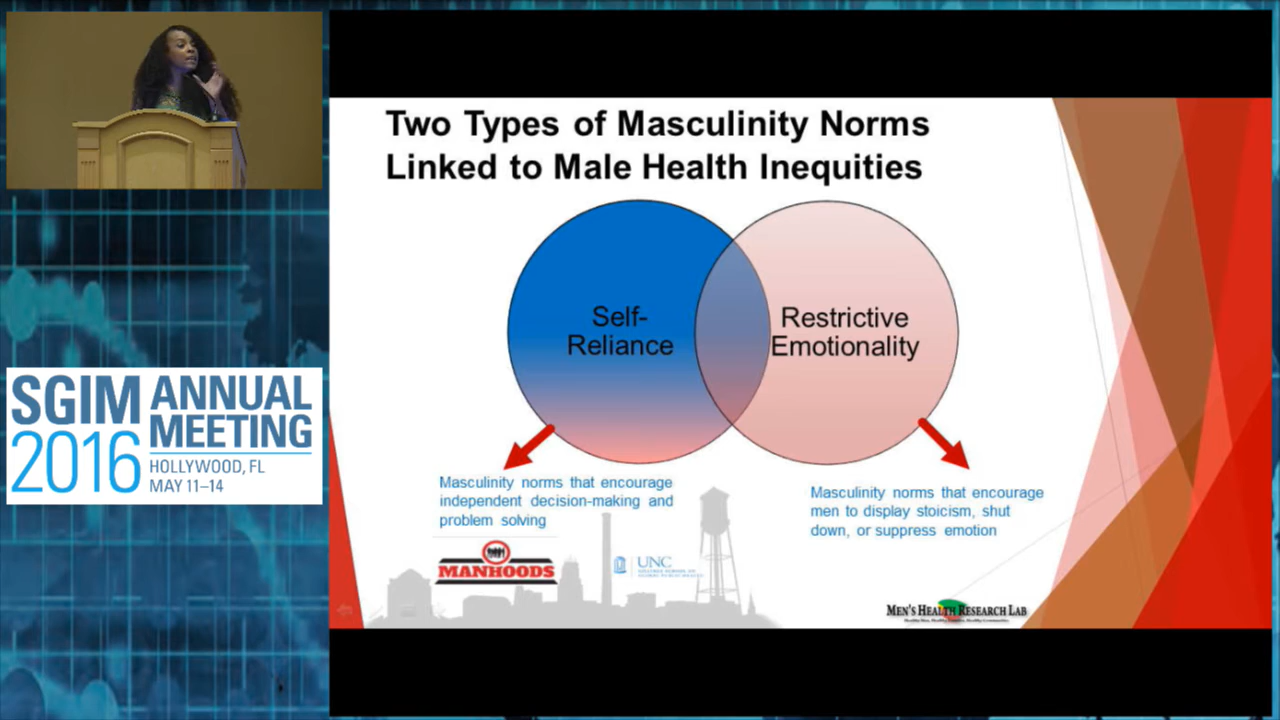 Two Types of Masculinity Norms
Linked to Male Health Inequities
Self-
Reliance
Restrictive
Emotionality
Masculinity norms that encourage
independent decision-making and
problem solving
Masculinity norms that encourage
men to display stoicism, shut
down, or suppress emotion
MANHOODS
UNC
MEN'S HEALTH RESEARCH LAB
SGIM ANNUAL
2016 MEETING
HOLLYWOOD, FL
MAY 11–14